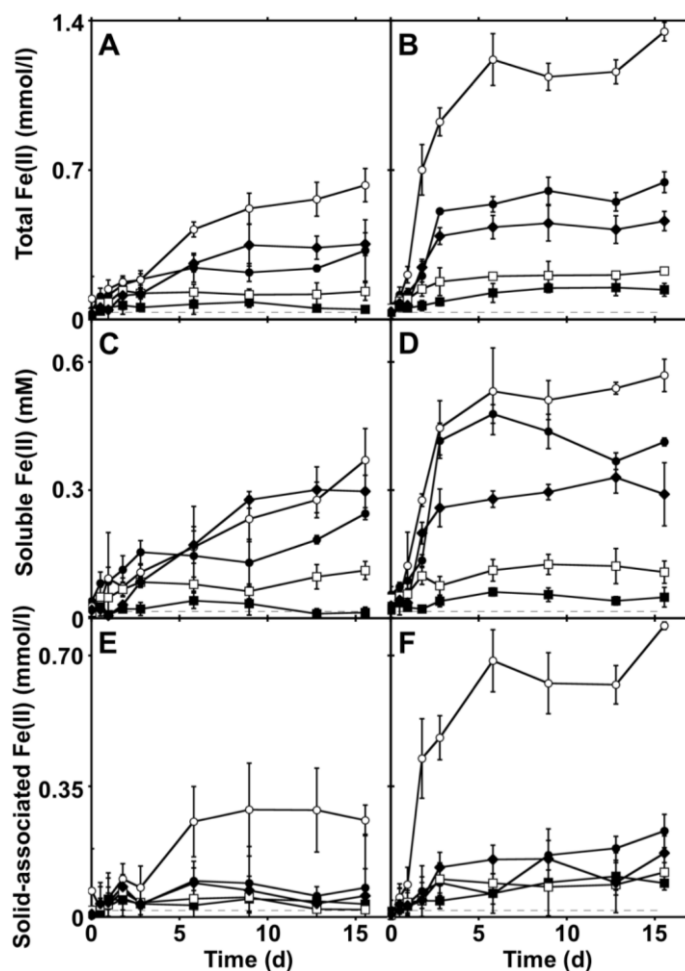 1.4 A B
Total Fe(II) (mmol/l)
0.7
0
0.6 C D
Soluble Fe(II) (mM)
0.3
0
E F
0.70
Solid-associated Fe(II) (mmol/l)
0.35
0
0 5 10 15 0 5 10 15
Time (d) Time (d)